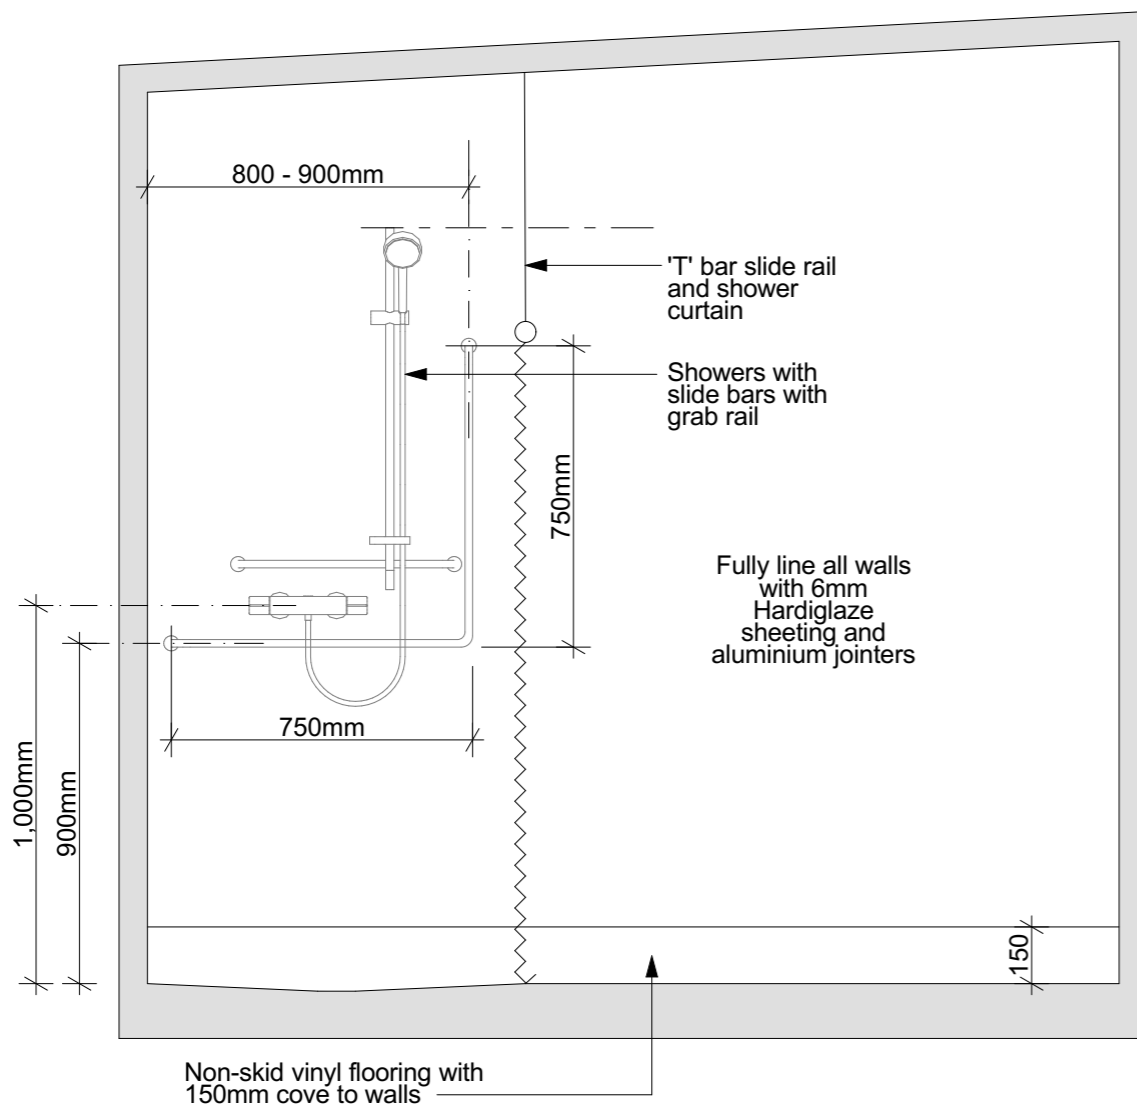 800 - 900mm
'T' bar slide rail
and shower
curtain
Showers with
slide bars with
grab rail
750mm
Fully line all walls
with 6mm
Hardiglaze
sheeting and
aluminium jointers
750mm
1,000mm
900mm
150
Non-skid vinyl flooring with
150mm cove to walls